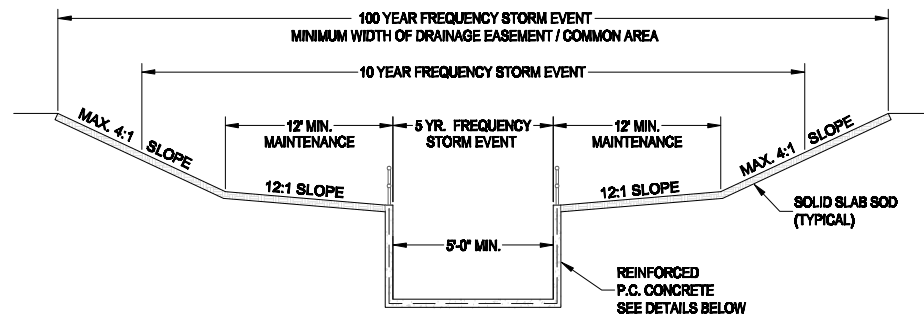 100 YEAR FREQUENCY STORM EVENT
MINIMUM WIDTH OF DRAINAGE EASEMENT / COMMON AREA
10 YEAR FREQUENCY STORM EVENT
12' MIN.
MAINTENANCE
5 YR. FREQUENCY
STORM EVENT
12' MIN.
MAINTENANCE
MAX. 4:1 SLOPE
MAX. 4:1 SLOPE
12:1 SLOPE
12:1 SLOPE
SOLID SLAB SOD
(TYPICAL)
5'-0" MIN.
REINFORCED
P.C. CONCRETE
SEE DETAILS BELOW